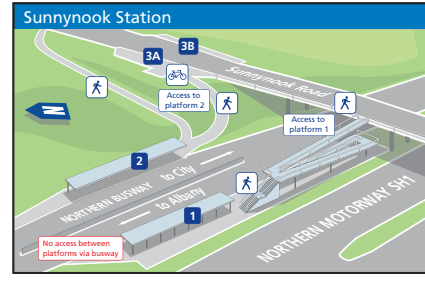 Sunnynook Station
3B
3A
Sunnynook Road
Access to
platform 2
Access to
platform 1
N
2
NORTHERN BUSWAY to City
to Albany
1
No access between
platforms via busway
NORTHERN MOTORWAY SH1